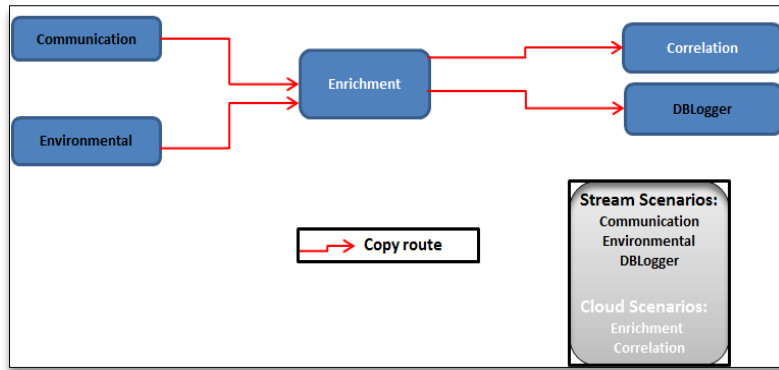 Communication
Correlation
Enrichment
DBLogger
Environmental
Stream Scenarios:
Communication
Environmental
DBLogger
Copy route
Cloud Scenarios:
Enrichment
Correlation